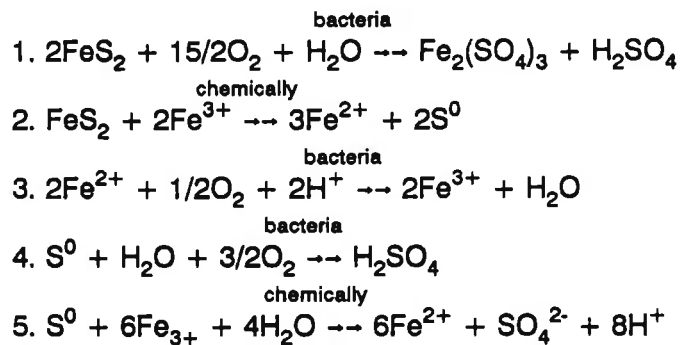 bacteria
1. 2FeS₂ + 15/2O₂ + H₂O →→ Fe₂(SO₄)₃ + H₂SO₄
chemically
2. FeS₂ + 2Fe³⁺ →→ 3Fe²⁺ + 2S⁰
bacteria
3. 2Fe²⁺ + 1/2O₂ + 2H⁺ →→ 2Fe³⁺ + H₂O
bacteria
4. S⁰ + H₂O + 3/2O₂ →→ H₂SO₄
chemically
5. S⁰ + 6Fe₃₊ + 4H₂O →→ 6Fe²⁺ + SO₄²⁻ + 8H⁺